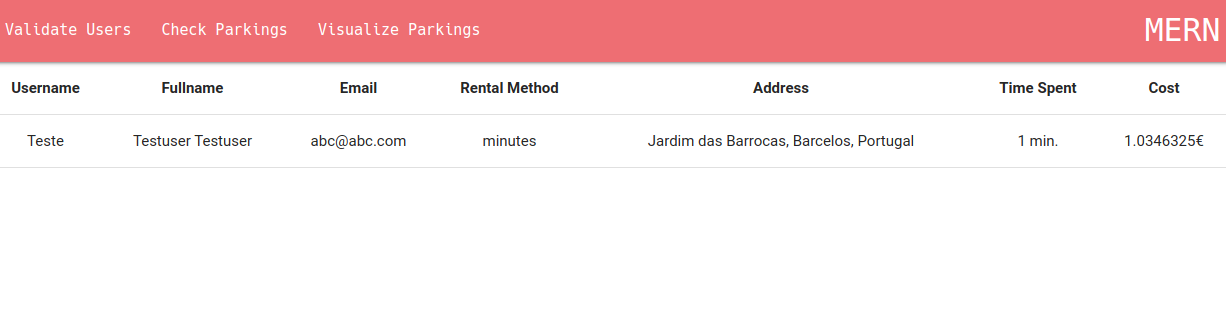 Validate Users Check Parkings Visualize Parkings MERN
Username Fullname Email Rental Method Address Time Spent Cost
Teste Testuser Testuser abc@abc.com minutes Jardim das Barrocas, Barcelos, Portugal 1 min. 1.0346325€